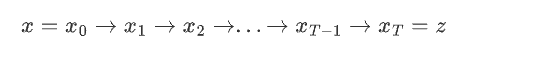 x = x₀ → x₁ → x₂ →… → x_{T−1} → x_T = z